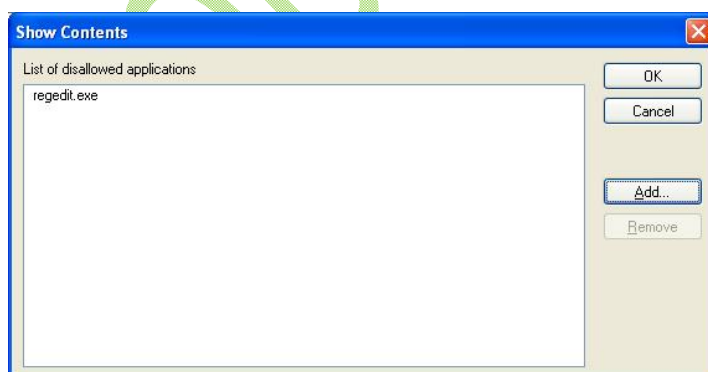 Show Contents
List of disallowed applications
regedit.exe
OK
Cancel
Add...
Remove